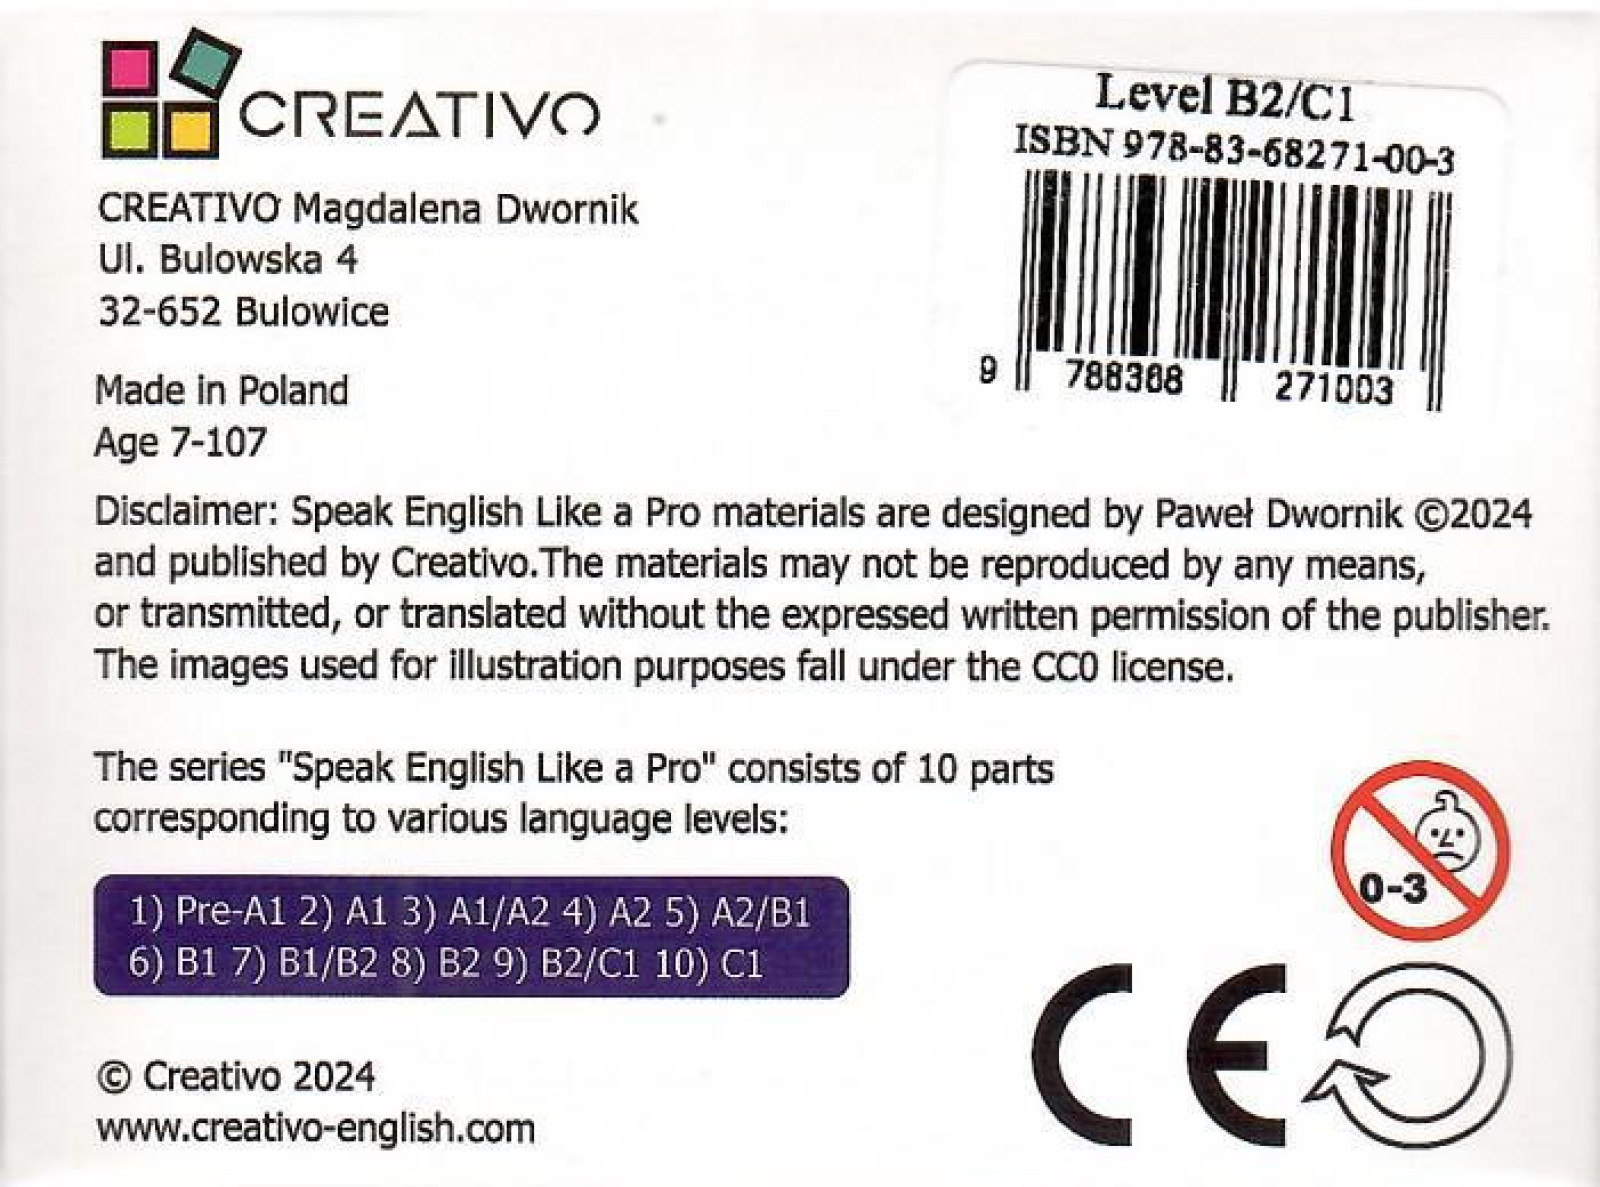 CREATIVO
Level B2/C1
ISBN 978-83-68271-00-3
9 788368 271003
CREATIVO Magdalena Dwornik
Ul. Bulowska 4
32-652 Bulowice
Made in Poland
Age 7-107
Disclaimer: Speak English Like a Pro materials are designed by Paweł Dwornik ©2024
and published by Creativo.The materials may not be reproduced by any means,
or transmitted, or translated without the expressed written permission of the publisher.
The images used for illustration purposes fall under the CC0 license.
The series "Speak English Like a Pro" consists of 10 parts
corresponding to various language levels:
1) Pre-A1 2) A1 3) A1/A2 4) A2 5) A2/B1
6) B1 7) B1/B2 8) B2 9) B2/C1 10) C1
0-3
CE
© Creativo 2024
www.creativo-english.com